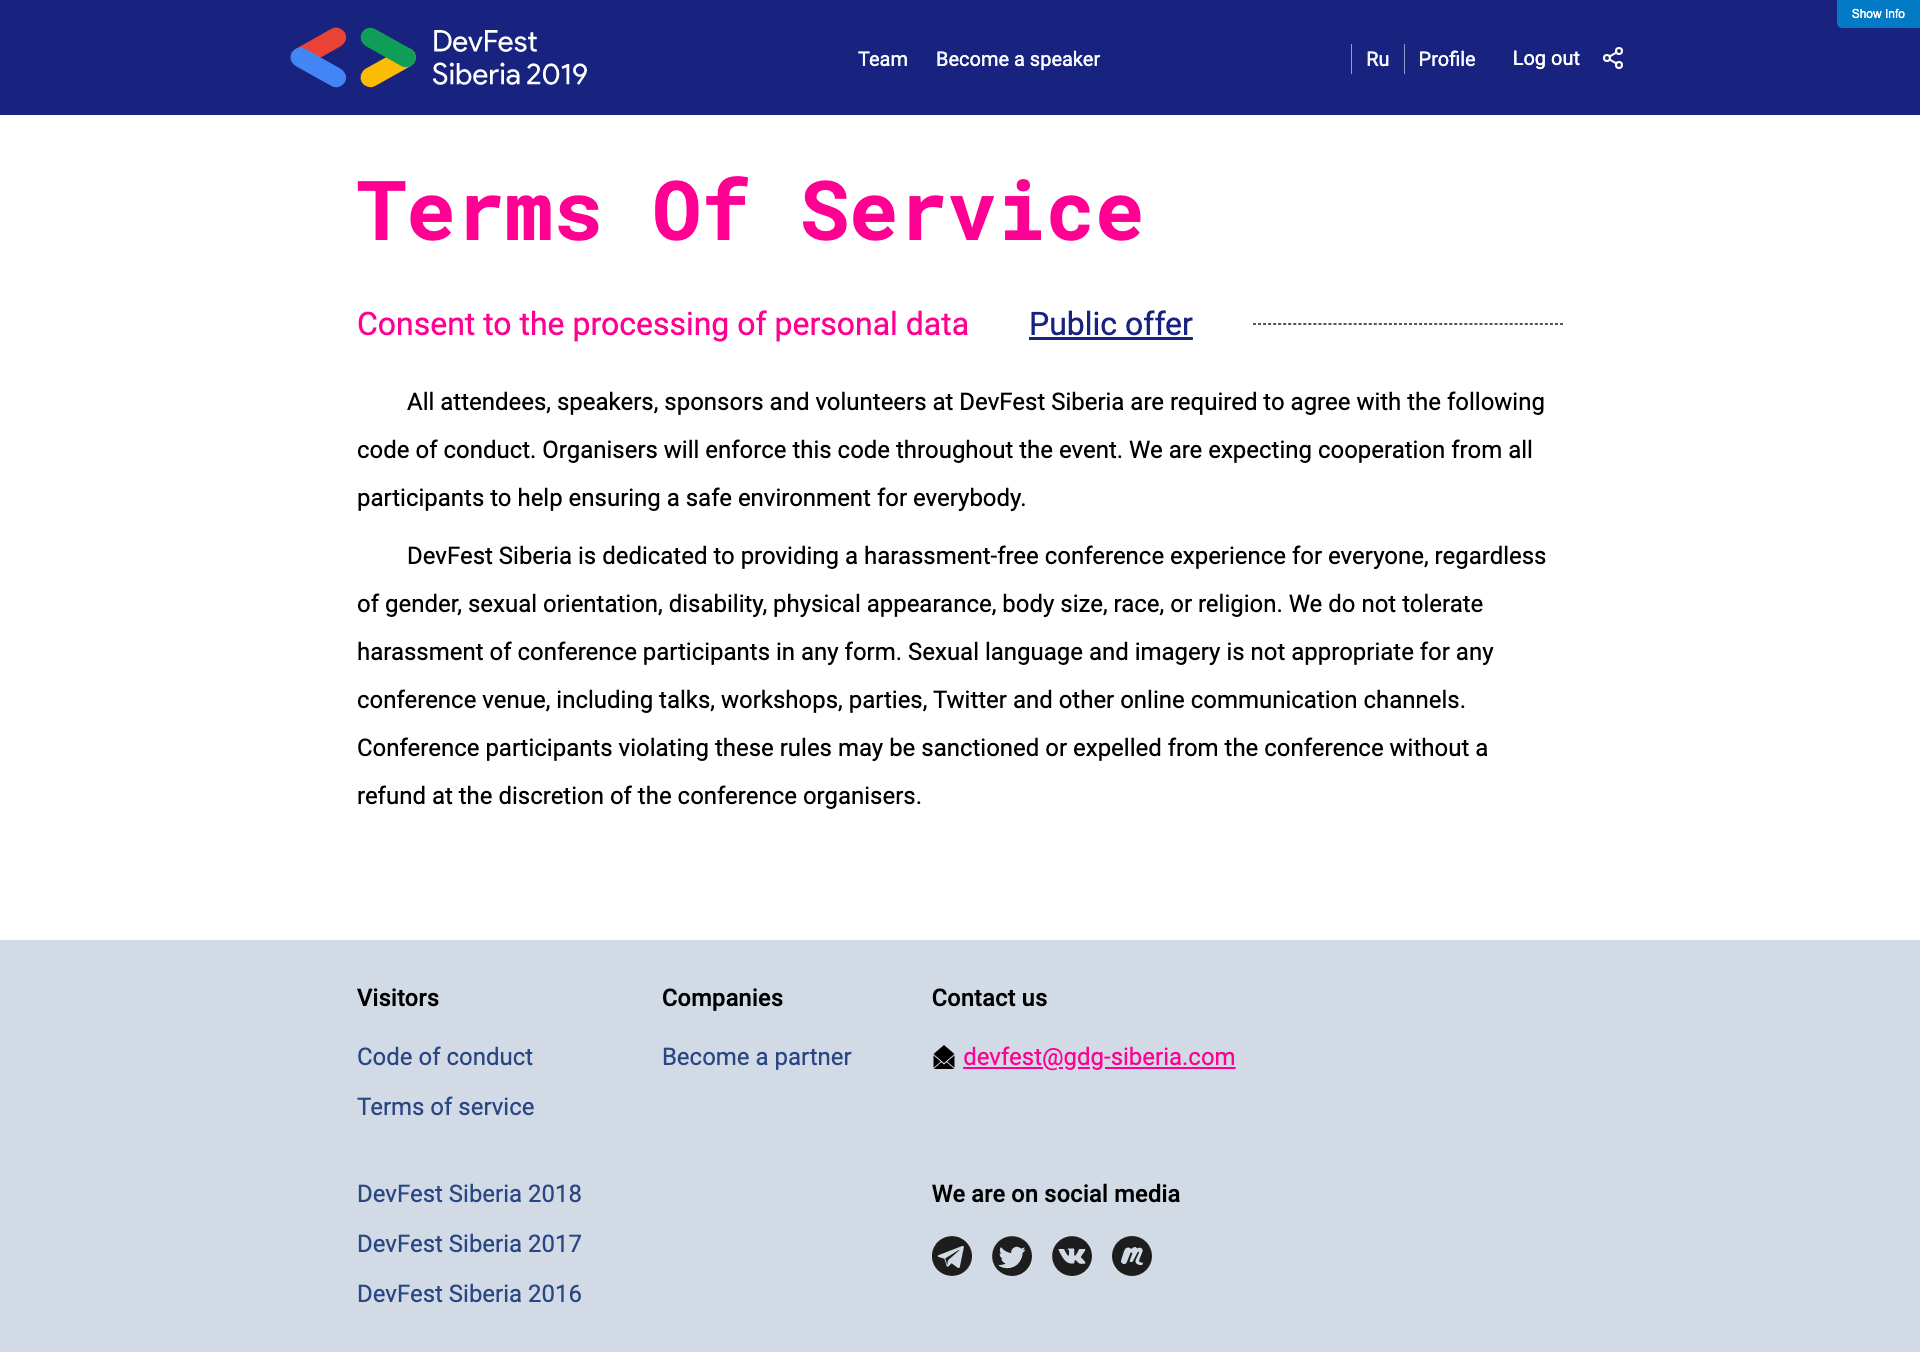 DevFest
Siberia 2019
Team
Become a speaker
Ru
Profile
Log out
Show Info
Terms Of Service
Consent to the processing of personal data
Public offer
All attendees, speakers, sponsors and volunteers at DevFest Siberia are required to agree with the following
code of conduct. Organisers will enforce this code throughout the event. We are expecting cooperation from all
participants to help ensuring a safe environment for everybody.
DevFest Siberia is dedicated to providing a harassment-free conference experience for everyone, regardless
of gender, sexual orientation, disability, physical appearance, body size, race, or religion. We do not tolerate
harassment of conference participants in any form. Sexual language and imagery is not appropriate for any
conference venue, including talks, workshops, parties, Twitter and other online communication channels.
Conference participants violating these rules may be sanctioned or expelled from the conference without a
refund at the discretion of the conference organisers.
Visitors
Code of conduct
Terms of service
DevFest Siberia 2018
DevFest Siberia 2017
DevFest Siberia 2016
Companies
Become a partner
Contact us
devfest@gdg-siberia.com
We are on social media